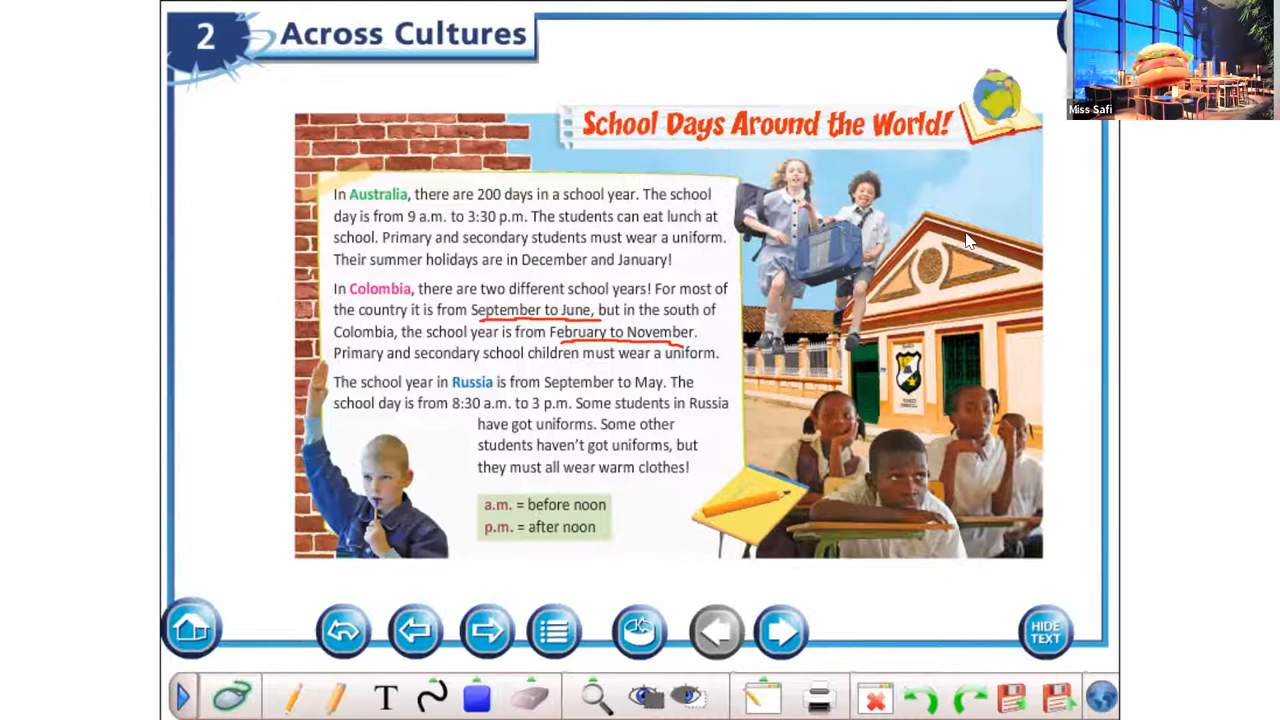 2 Across Cultures
Miss Safi
School Days Around the World!
In Australia, there are 200 days in a school year. The school
day is from 9 a.m. to 3:30 p.m. The students can eat lunch at
school. Primary and secondary students must wear a uniform.
Their summer holidays are in December and January!
In Colombia, there are two different school years! For most of
the country it is from September to June, but in the south of
Colombia, the school year is from February to November.
Primary and secondary school children must wear a uniform.
The school year in Russia is from September to May. The
school day is from 8:30 a.m. to 3 p.m. Some students in Russia
have got uniforms. Some other
students haven't got uniforms, but
they must all wear warm clothes!
a.m. = before noon
p.m. = after noon
HIDE
TEXT
T